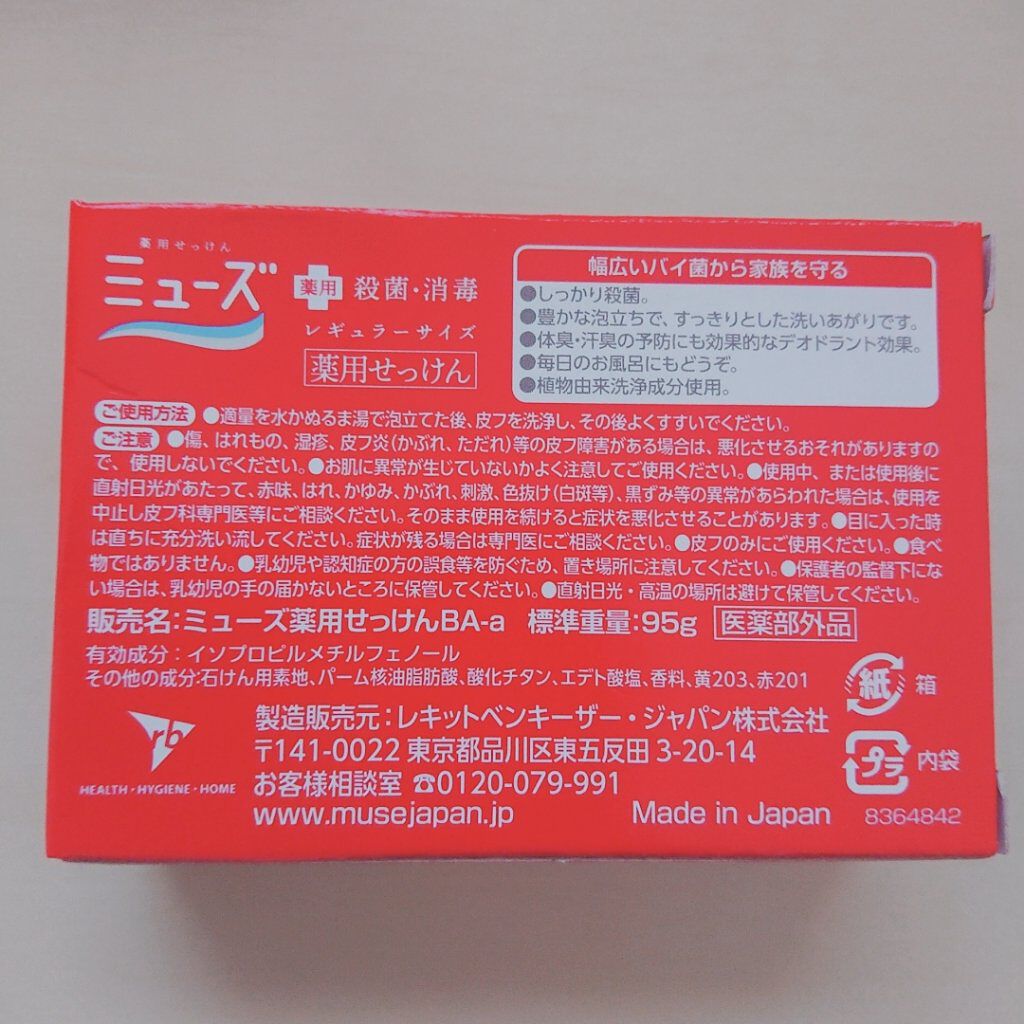 薬用せっけん
ミューズ
薬用 殺菌・消毒
レギュラーサイズ
薬用せっけん
幅広いバイ菌から家族を守る
●しっかり殺菌。
●豊かな泡立ちで、すっきりとした洗いあがりです。
●体臭・汗臭の予防にも効果的なデオドラント効果。
●毎日のお風呂にもどうぞ。
●植物由来洗浄成分使用。
ご使用方法 ●適量を水かぬるま湯で泡立てた後、皮フを洗浄し、その後よくすすいでください。
ご注意 ●傷、はれもの、湿疹、皮フ炎(かぶれ、ただれ)等の皮フ障害がある場合は、悪化させるおそれがありますの
で、使用しないでください。●お肌に異常が生じていないかよく注意してご使用ください。●使用中、または使用後に
直射日光があたって、赤味、はれ、かゆみ、かぶれ、刺激、色抜け(白斑等)、黒ずみ等の異常があらわれた場合は、使用を
中止し皮フ科専門医等にご相談ください。そのまま使用を続けると症状を悪化させることがあります。●目に入った時
は直ちに充分洗い流してください。症状が残る場合は専門医にご相談ください。●皮フのみにご使用ください。●食べ
物ではありません。●乳幼児や認知症の方の誤食等を防ぐため、置き場所に注意してください。●保護者の監督下にな
い場合は、乳幼児の手の届かないところに保管してください。●直射日光・高温の場所は避けて保管してください。
販売名:ミューズ薬用せっけんBA-a 標準重量:95g 医薬部外品
有効成分:イソプロピルメチルフェノール
その他の成分:石けん用素地、パーム核油脂肪酸、酸化チタン、エデト酸塩、香料、黄203、赤201
紙 箱
rb
HEALTH・HYGIENE・HOME
製造販売元:レキットベンキーザー・ジャパン株式会社
〒141-0022 東京都品川区東五反田 3-20-14
プラ 内袋
お客様相談室 ☎0120-079-991
www.musejapan.jp Made in Japan 8364842